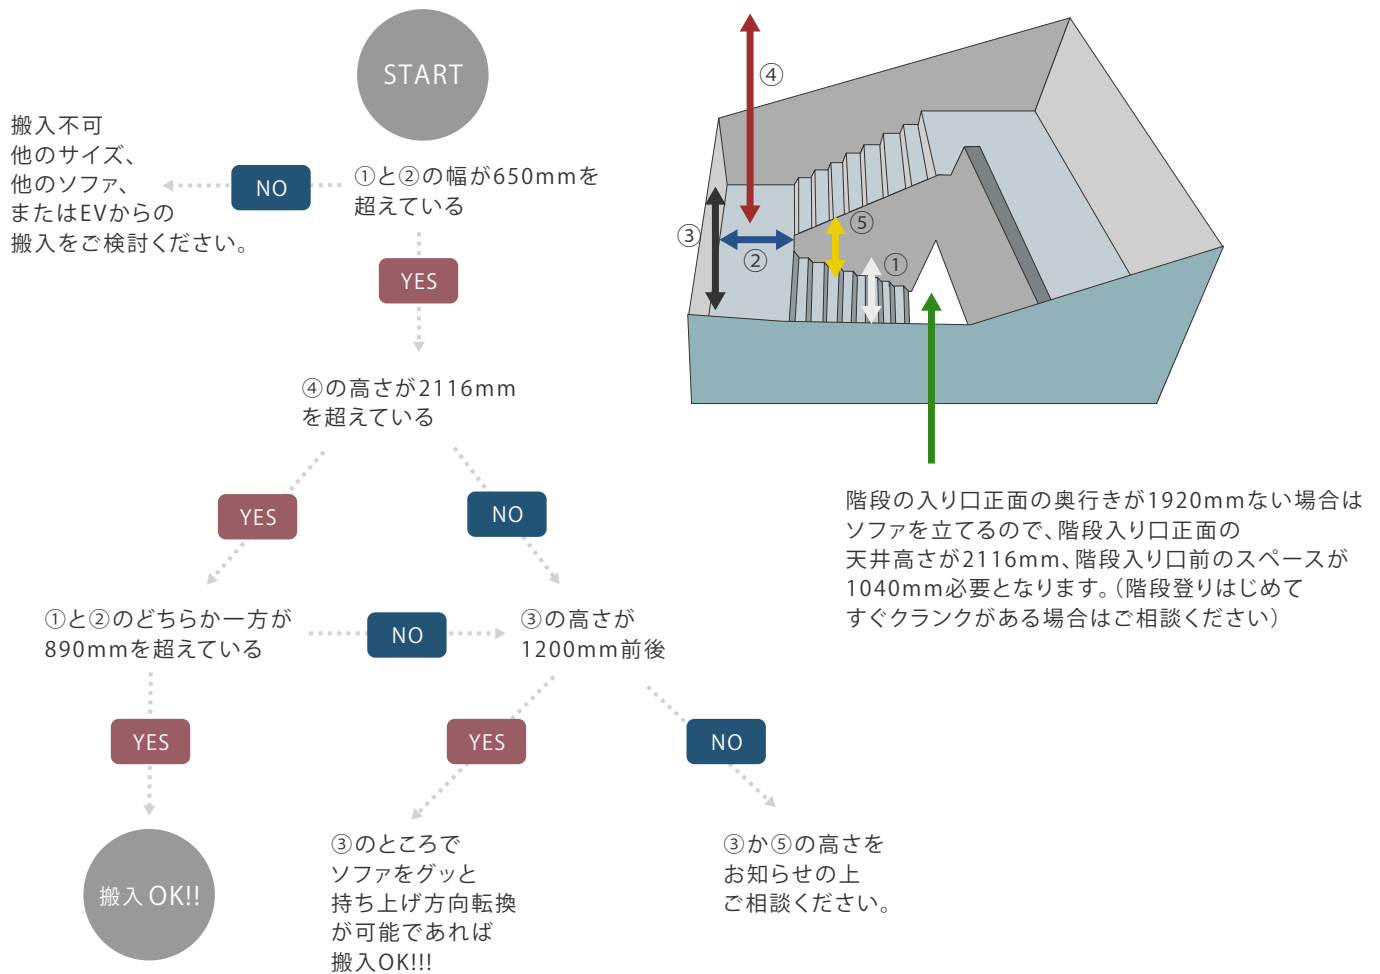 START
搬入不可
他のサイズ、
他のソファ、
またはEVからの
搬入をご検討ください。
NO
①と②の幅が650mmを
超えている
YES
④の高さが2116mm
を超えている
YES
NO
①と②のどちらか一方が
890mmを超えている
NO
③の高さが
1200mm前後
YES
YES
NO
搬入OK!!
③のところで
ソファをグッと
持ち上げ方向転換
が可能であれば
搬入OK!!!
③か⑤の高さを
お知らせの上
ご相談ください。
④
③
⑤
②
①
階段の入り口正面の奥行きが1920mmない場合は
ソファを立てるので、階段入り口正面の
天井高さが2116mm、階段入り口前のスペースが
1040mm必要となります。（階段登りはじめて
すぐクランクがある場合はご相談ください）